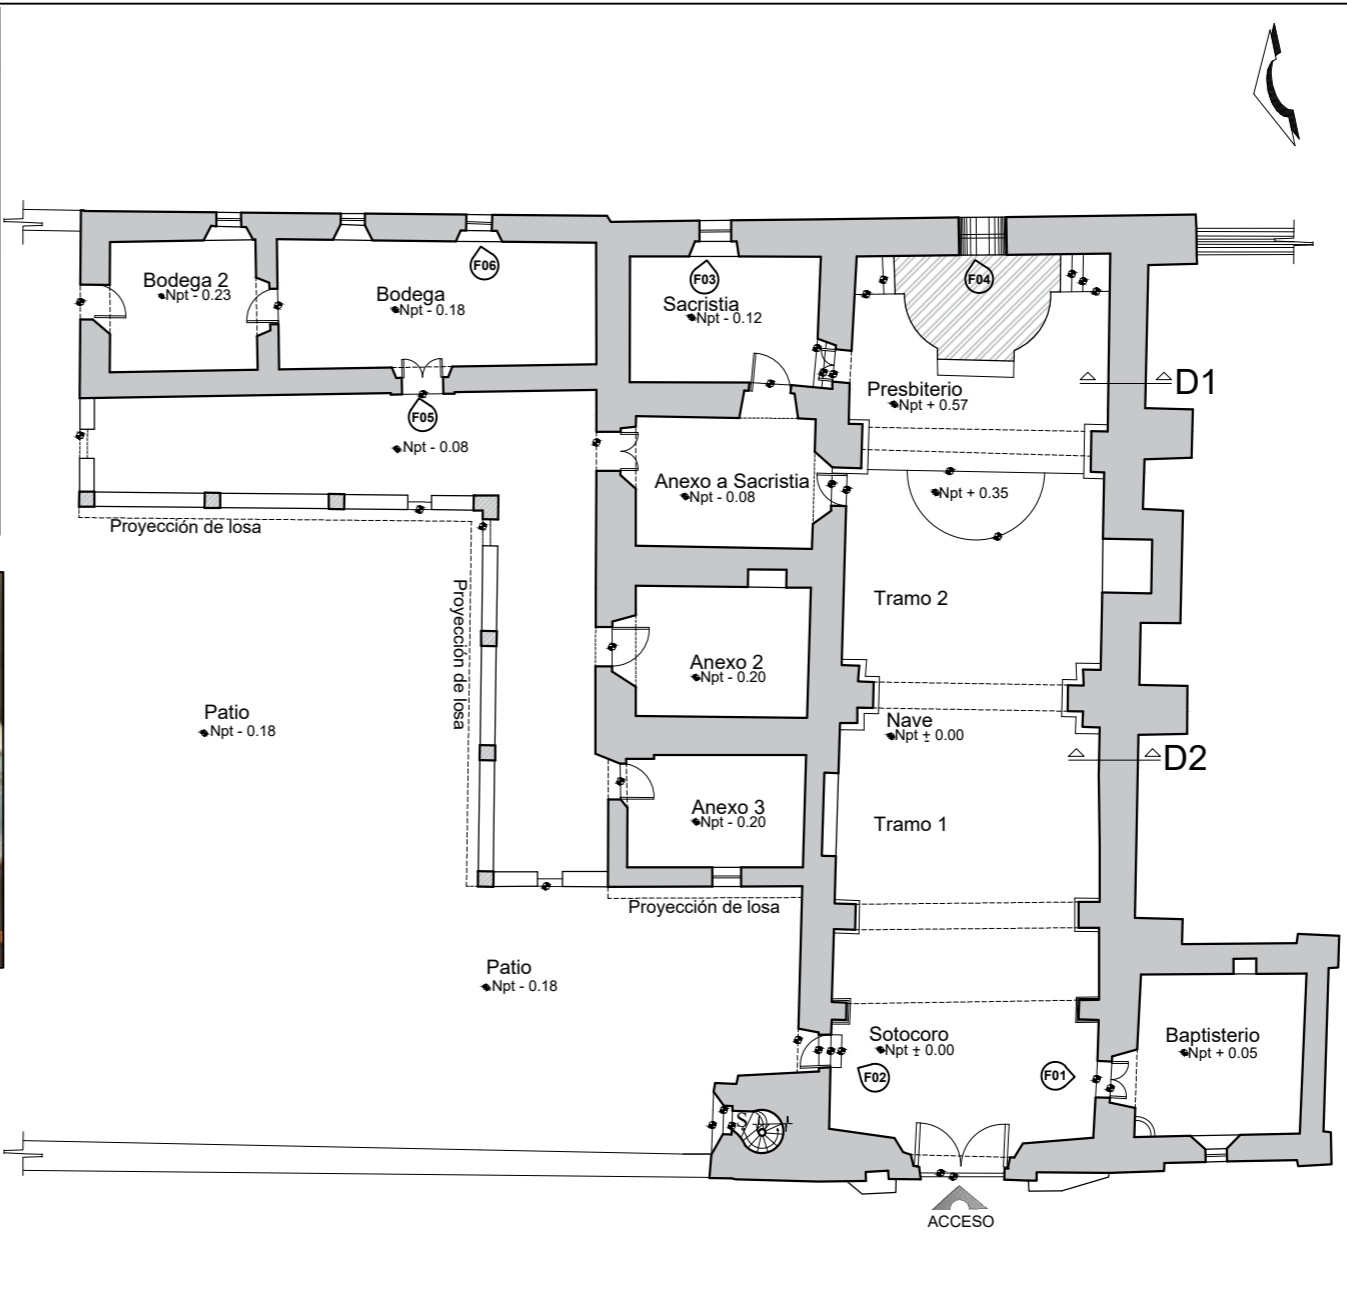 Bodega 2
Npt - 0.23
Bodega
Npt - 0.18
F06
F03
Sacristia
Npt - 0.12
F04
Presbiterio
Npt + 0.57
D1
F05
Npt - 0.08
Anexo a Sacristia
Npt - 0.08
Npt + 0.35
Proyección de losa
Proyección de losa
Tramo 2
Anexo 2
Npt - 0.20
Patio
Npt - 0.18
Nave
Npt ± 0.00
D2
Anexo 3
Npt - 0.20
Tramo 1
Proyección de losa
Patio
Npt - 0.18
Sotocoro
Npt ± 0.00
Baptisterio
Npt + 0.05
F02
F01
S
ACCESO